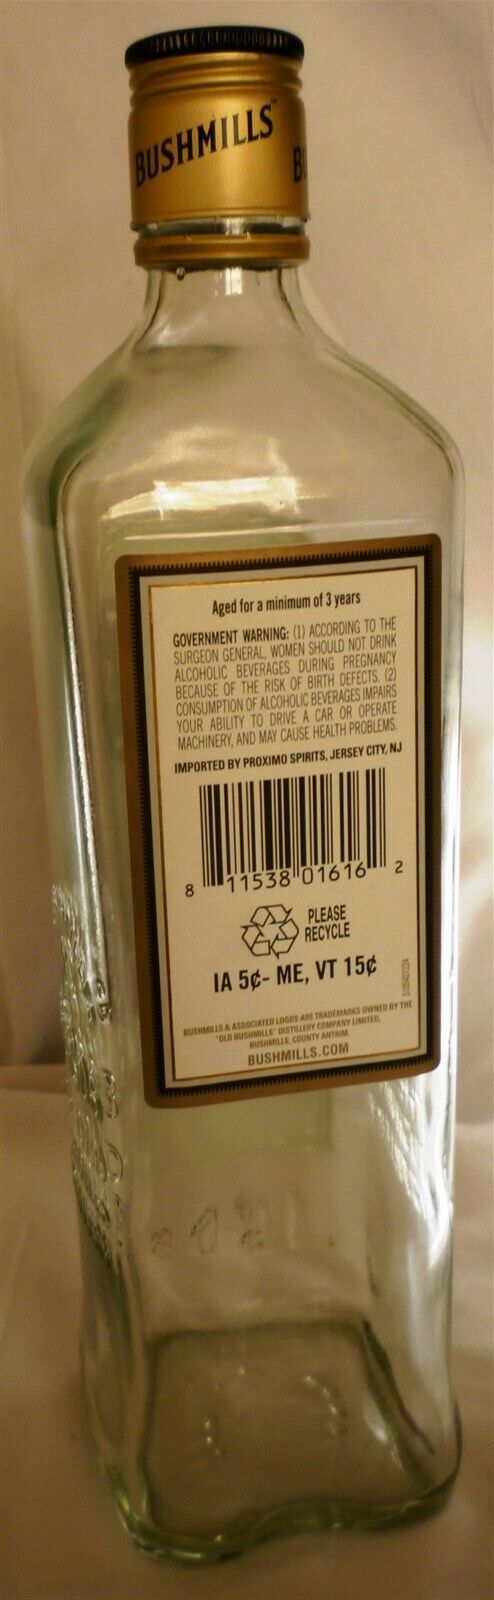 BUSHMILLS™
Aged for a minimum of 3 years
GOVERNMENT WARNING: (1) ACCORDING TO THE
SURGEON GENERAL, WOMEN SHOULD NOT DRINK
ALCOHOLIC BEVERAGES DURING PREGNANCY
BECAUSE OF THE RISK OF BIRTH DEFECTS. (2)
CONSUMPTION OF ALCOHOLIC BEVERAGES IMPAIRS
YOUR ABILITY TO DRIVE A CAR OR OPERATE
MACHINERY, AND MAY CAUSE HEALTH PROBLEMS.
IMPORTED BY PROXIMO SPIRITS, JERSEY CITY, NJ
8 11538 01616 2
PLEASE
RECYCLE
IA 5¢- ME, VT 15¢
BUSHMILLS & ASSOCIATED LOGOS ARE TRADEMARKS OWNED BY THE
"OLD BUSHMILLS" DISTILLERY COMPANY LIMITED,
BUSHMILLS, COUNTY ANTRIM.
BUSHMILLS.COM